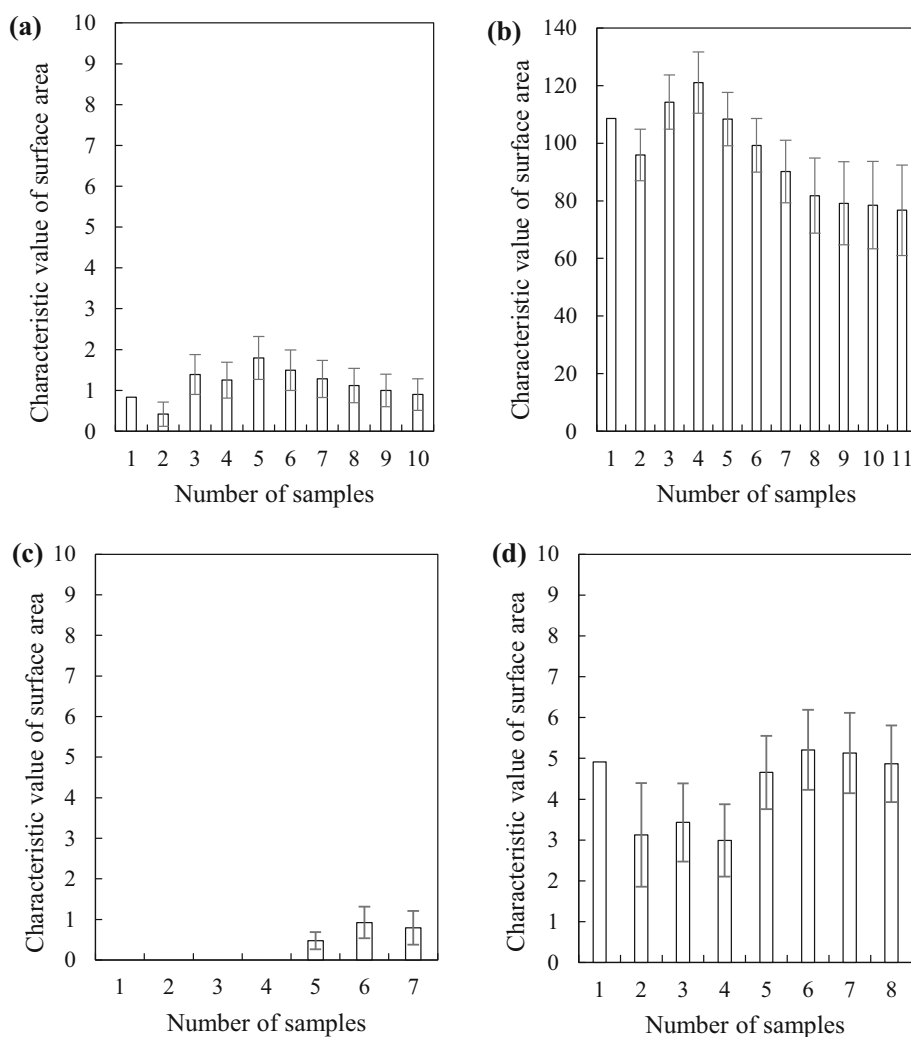 (a)
Characteristic value of surface area
10
9
8
7
6
5
4
3
2
1
0
1 2 3 4 5 6 7 8 9 10
Number of samples
(b)
Characteristic value of surface area
140
120
100
80
60
40
20
0
1 2 3 4 5 6 7 8 9 10 11
Number of samples
(c)
Characteristic value of surface area
10
9
8
7
6
5
4
3
2
1
0
1 2 3 4 5 6 7
Number of samples
(d)
Characteristic value of surface area
10
9
8
7
6
5
4
3
2
1
0
1 2 3 4 5 6 7 8
Number of samples